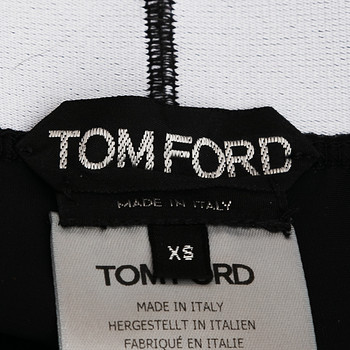 TOM FORD
MADE IN ITALY
XS
TOM FORD
MADE IN ITALY
HERGESTELLT IN ITALIEN
FABRIQUÉ EN ITALIE